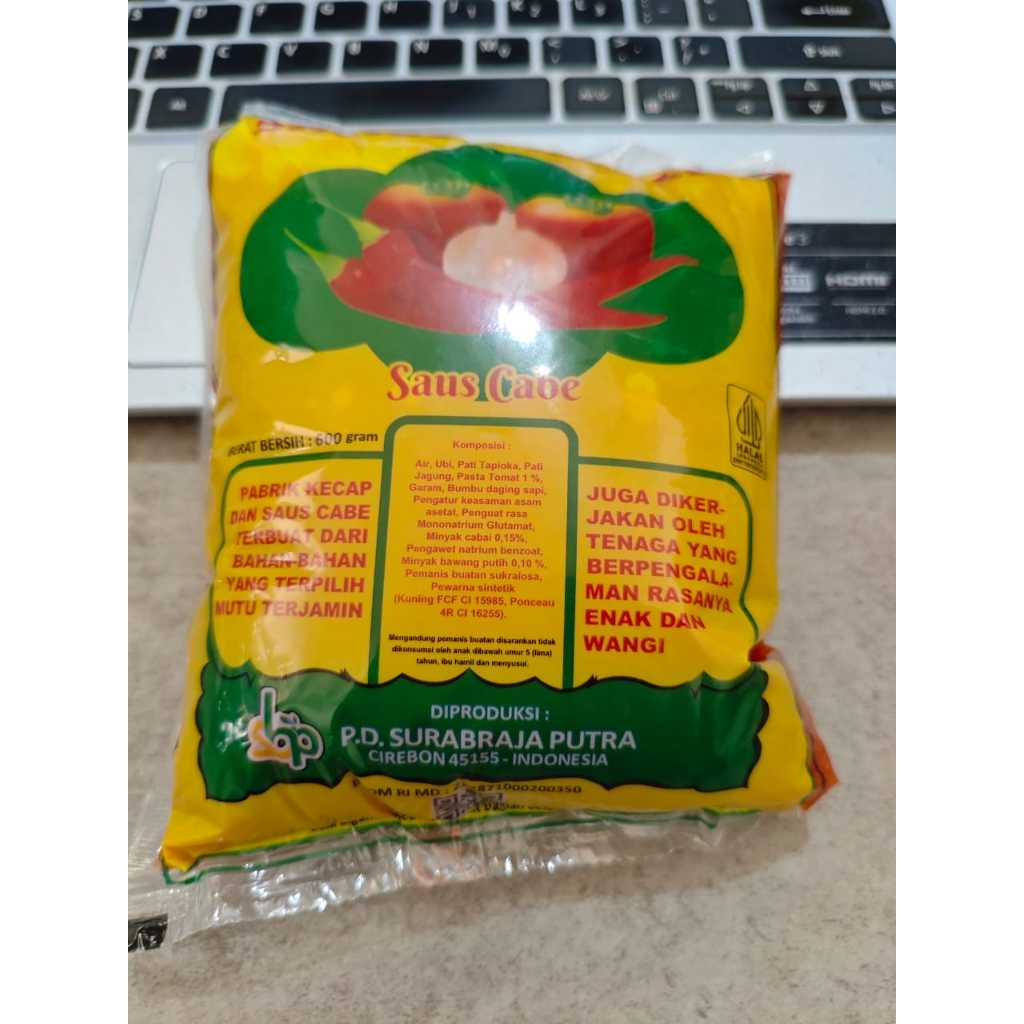 Saus Cabe
BERAT BERSIH : 600 gram
PABRIK KECAP
DAN SAUS CABE
TERBUAT DARI
BAHAN-BAHAN
YANG TERPILIH
MUTU TERJAMIN
Komposisi :
Air, Ubi, Pati Tapioka, Pati
Jagung, Pasta Tomat 1 %,
Garam, Bumbu daging sapi,
Pengatur keasaman asam
asetat, Penguat rasa
Mononatrium Glutamat,
Minyak cabai 0,15%,
Pengawet natrium benzoat,
Minyak bawang putih 0,10 %,
Pemanis buatan sukralosa,
Pewarna sintetik
(Kuning FCF CI 15985, Ponceau
4R CI 16255).
Mengandung pemanis buatan disarankan tidak
dikonsumsi oleh anak dibawah umur 5 (lima)
tahun, ibu hamil dan menyusui.
JUGA DIKER-
JAKAN OLEH
TENAGA YANG
BERPENGALA-
MAN RASANYA
ENAK DAN
WANGI
HALAL
INDONESIA
DIPRODUKSI :
P.D. SURABRAJA PUTRA
CIREBON 45155 - INDONESIA
RI MD :
HDMI